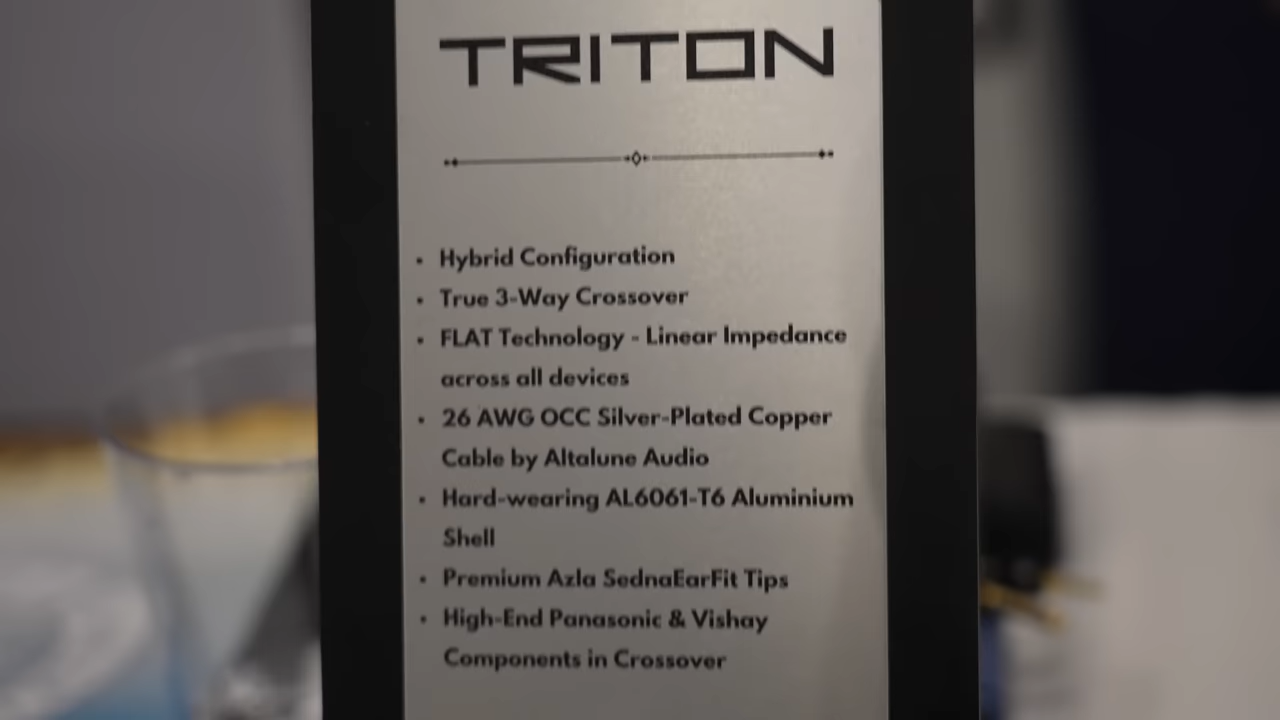 TRITON
• Hybrid Configuration
• True 3-Way Crossover
• FLAT Technology - Linear Impedance
across all devices
• 26 AWG OCC Silver-Plated Copper
Cable by Altalune Audio
• Hard-wearing AL6061-T6 Aluminium
Shell
• Premium Azla SednaEarFit Tips
• High-End Panasonic & Vishay
Components in Crossover